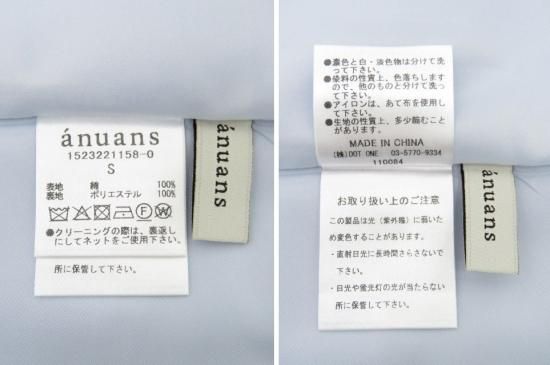 ánuans
1523221158-0
S
表地 綿 100%
裏地 ポリエステル 100%
●クリーニングの際は、裏返し
にしてネットをご使用下さい。
所に保管して下さい。
ánuans
●濃色と白・淡色物は分けて洗
って下さい。
●染料の性質上、色落ちします
ので、他のものと分けて洗っ
て下さい。
●アイロンは、あて布を使用し
て下さい。
●生地の性質上、多少縮むこと
があります。
MADE IN CHINA
(株)DOT ONE 03-5770-9334
110084
お取り扱い上のご注意
この製品は光(紫外線)に弱いた
め変色することがあります。
・直射日光に長時間さらさないで
下さい。
・日光や蛍光灯の光が当たらない
所に保管して下さい。
ánuans